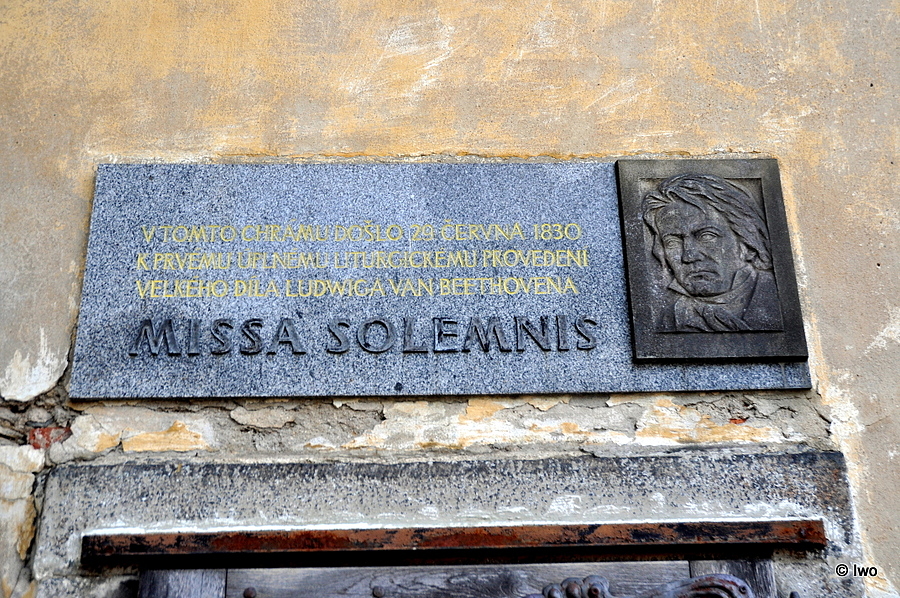 V TOMTO CHRÁMU DOŠLO 29. ČERVNA 1830
K PRVÉMU ÚPLNÉMU LITURGICKÉMU PROVEDENÍ
VELKÉHO DÍLA LUDWIGA VAN BEETHOVENA
MISSA SOLEMNIS
© Iwo